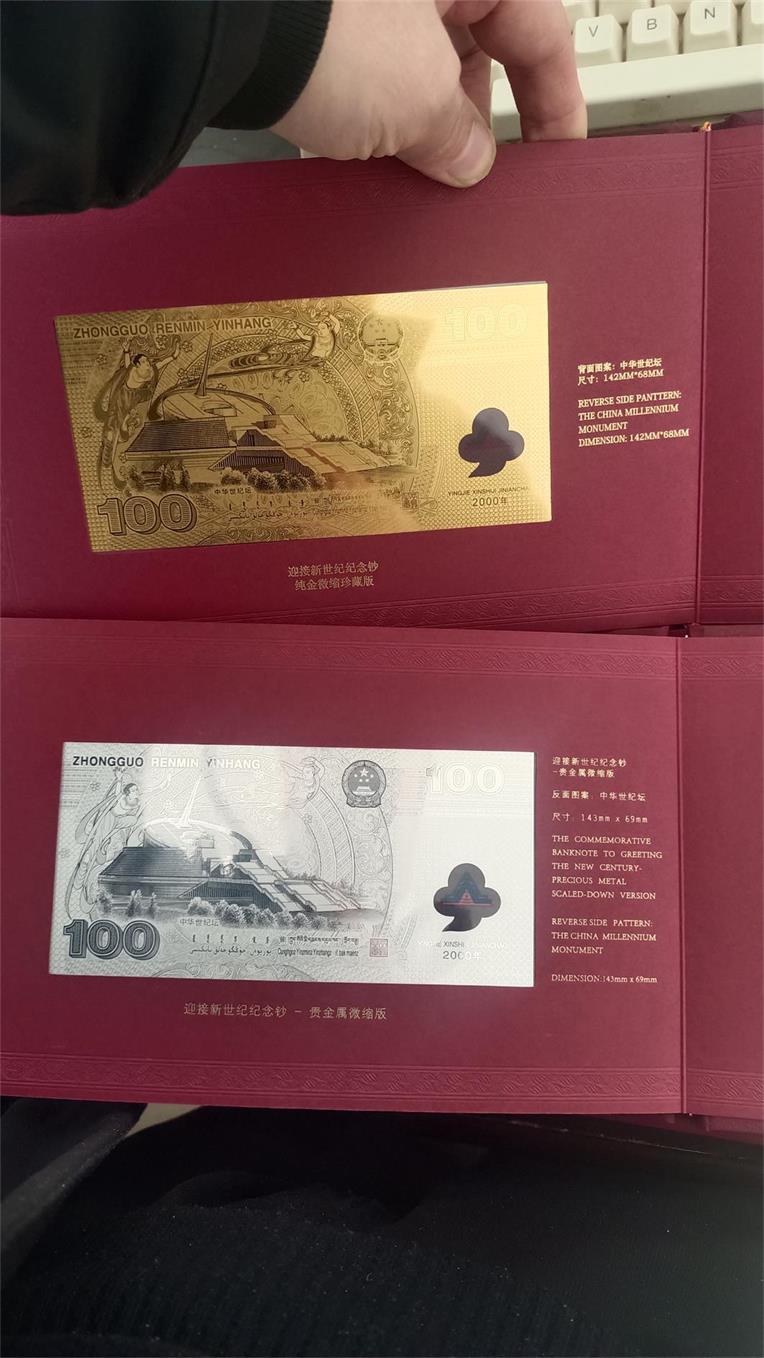 V B N
ZHONGGUO RENMIN YINHANG
100
中华世纪坛
100
YINGJIE XINSHIJI JINIANCHAO
2000年
背面图案：中华世纪坛
尺寸：142MM*68MM
REVERSE SIDE PANTTERN:
THE CHINA MILLENNIUM
MONUMENT
DIMENSION: 142MM*68MM
迎接新世纪纪念钞
纯金微缩珍藏版
ZHONGGUO RENMIN YINHANG
100
中华世纪坛
100
XINSHIJI
2000年
迎接新世纪纪念钞
-贵金属微缩版
反面图案：中华世纪坛
尺寸：143mm x 69mm
THE COMMEMORATIVE
BANKNOTE TO GREETING
THE NEW CENTURY-
PRECIOUS METAL
SCALED-DOWN VERSION
REVERSE SIDE PATTERN:
THE CHINA MILLENNIUM
MONUMENT
DIMENSION:143mm x 69mm
迎接新世纪纪念钞 - 贵金属微缩版